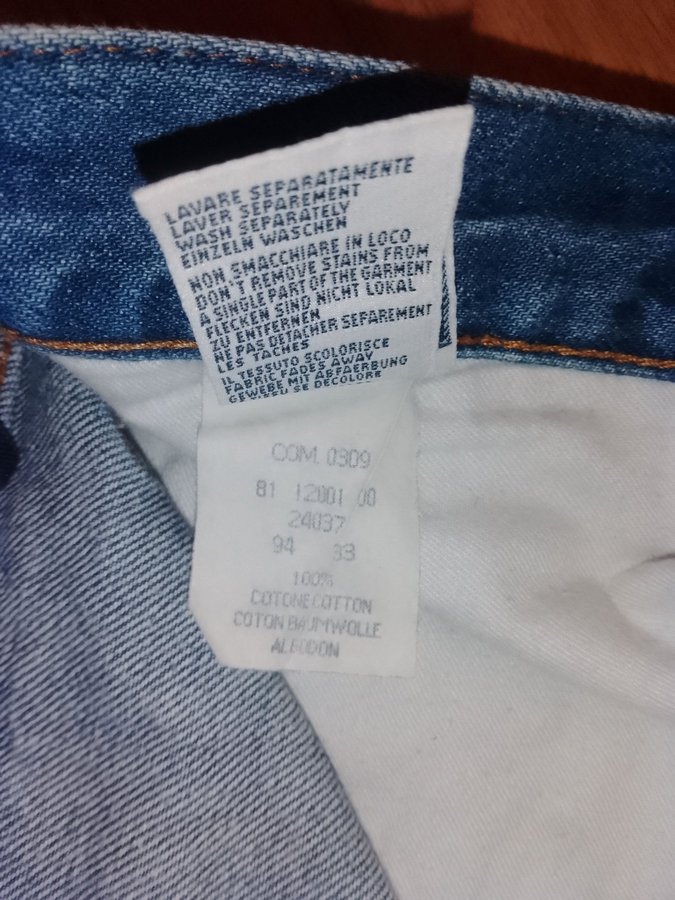 LAVARE SEPARATAMENTE
LAVER SEPAREMENT
WASH SEPARATELY
EINZELN WASCHEN
NON SMACCHIARE IN LOCO
DON'T REMOVE STAINS FROM
A SINGLE PART OF THE GARMENT
FLECKEN SIND NICHT LOKAL
ZU ENTFERNEN
NE PAS DETACHER SEPAREMENT
LES TACHES
IL TESSUTO SCOLORISCE
FABRIC FADES AWAY
GEWEBE MIT ABFAERBUNG
SE DECOLORE
COM. 0309
81 12001 00
24037
94 33
100%
COTONE COTTON
COTON BAUMWOLLE
ALGODON